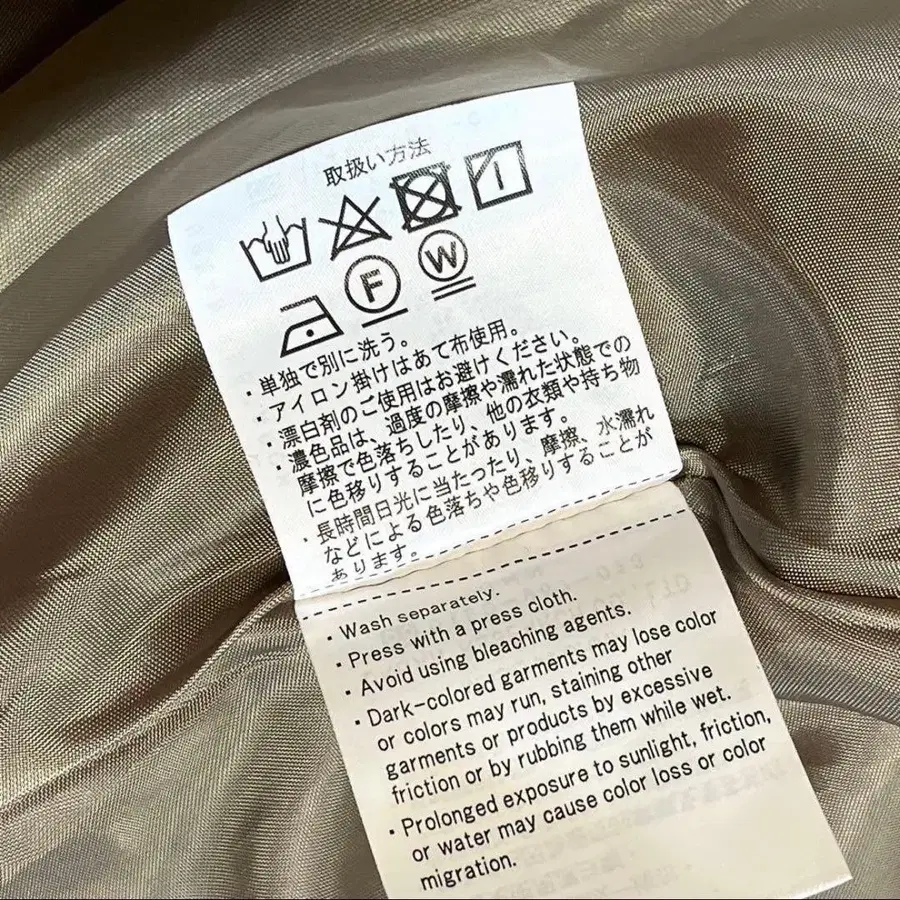 取扱い方法
F W
・単独で別に洗う。
・アイロン掛けはあて布使用。
・漂白剤のご使用はお避けください。
・濃色品は、過度の摩擦や濡れた状態での
摩擦で色落ちしたり、他の衣類や持ち物
に色移りすることがあります。
・長時間日光に当たったり、摩擦、水濡れ
などによる色落ちや色移りすることが
あります。
・Wash separately.
・Press with a press cloth.
・Avoid using bleaching agents.
・Dark-colored garments may lose color
or colors may run, staining other
garments or products by excessive
friction or by rubbing them while wet.
・Prolonged exposure to sunlight, friction,
or water may cause color loss or color
migration.